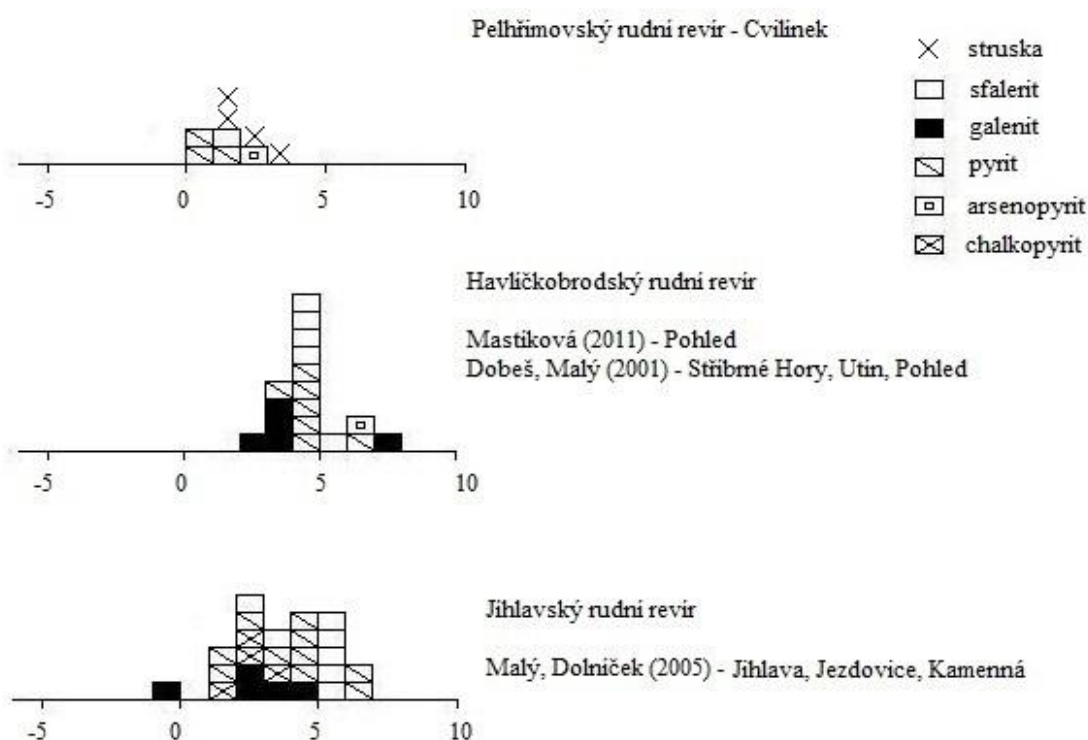 Pelhřimovský rudní revír - Cvilínek
struska
sfalerit
galenit
pyrit
arsenopyrit
chalkopyrit
-5 0 5 10
Havlíčkobrodský rudní revír
Mastíková (2011) - Pohled
Dobeš, Malý (2001) - Stříbrné Hory, Utín, Pohled
-5 0 5 10
Jihlavský rudní revír
Malý, Dolníček (2005) - Jihlava, Jezdovice, Kamenná
-5 0 5 10